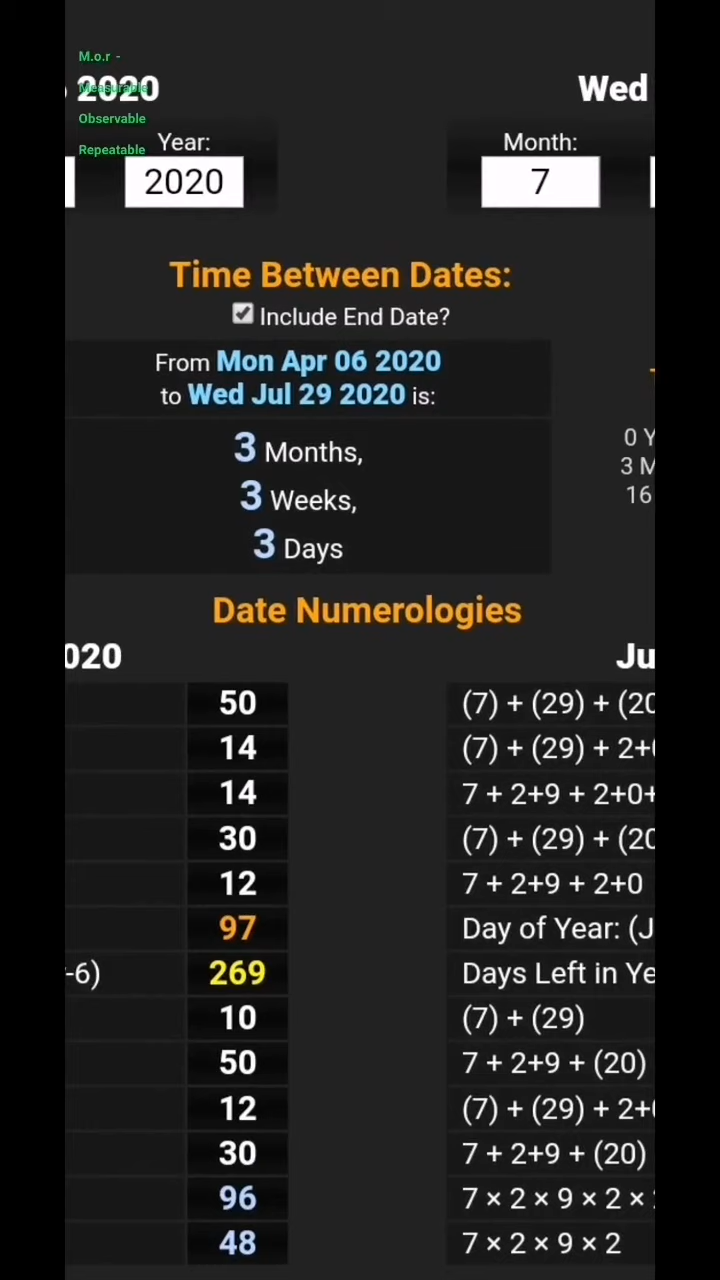 M.o.r -
2020
Measurable
Wed
Observable
Year:
Month:
Repeatable
2020
7
Time Between Dates:
Include End Date?
From Mon Apr 06 2020
to Wed Jul 29 2020 is:
0 Y
3 Months,
3 M
3 Weeks,
16
3 Days
Date Numerologies
020
Ju
50 (7) + (29) + (20
14 (7) + (29) + 2+
14 7 + 2+9 + 2+0+
30 (7) + (29) + (20
12 7 + 2+9 + 2+0
97 Day of Year: (J
-6) 269 Days Left in Ye
10 (7) + (29)
50 7 + 2+9 + (20)
12 (7) + (29) + 2+
30 7 + 2+9 + (20)
96 7 × 2 × 9 × 2 ×
48 7 × 2 × 9 × 2